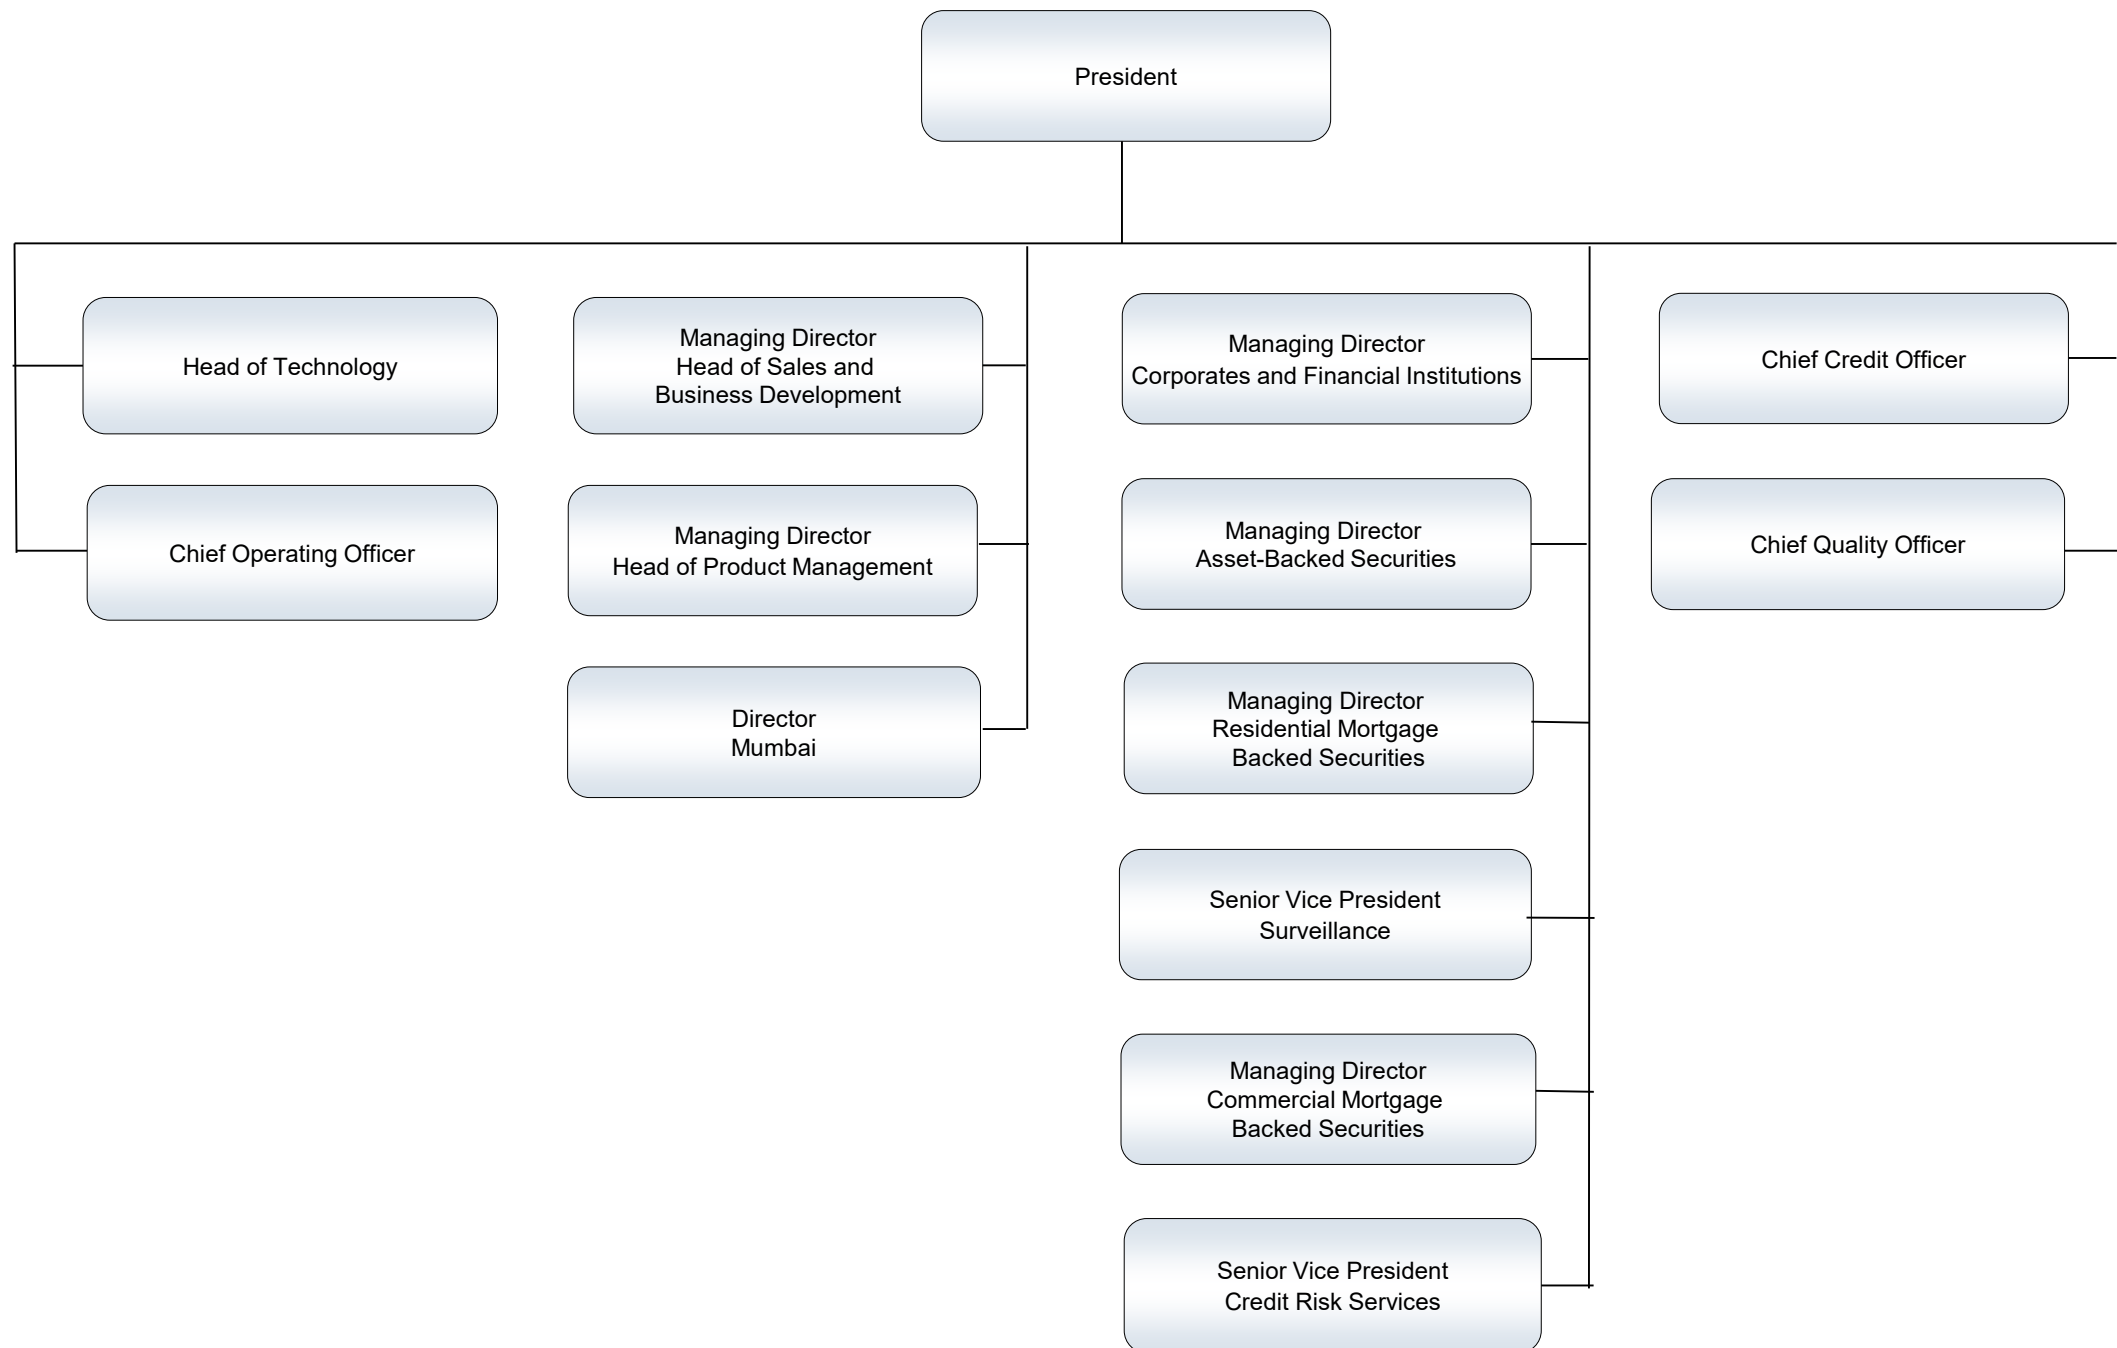 President
Head of Technology
Chief Operating Officer
Managing Director
Head of Sales and
Business Development
Managing Director
Head of Product Management
Director
Mumbai
Managing Director
Corporates and Financial Institutions
Managing Director
Asset-Backed Securities
Managing Director
Residential Mortgage
Backed Securities
Senior Vice President
Surveillance
Managing Director
Commercial Mortgage
Backed Securities
Senior Vice President
Credit Risk Services
Chief Credit Officer
Chief Quality Officer